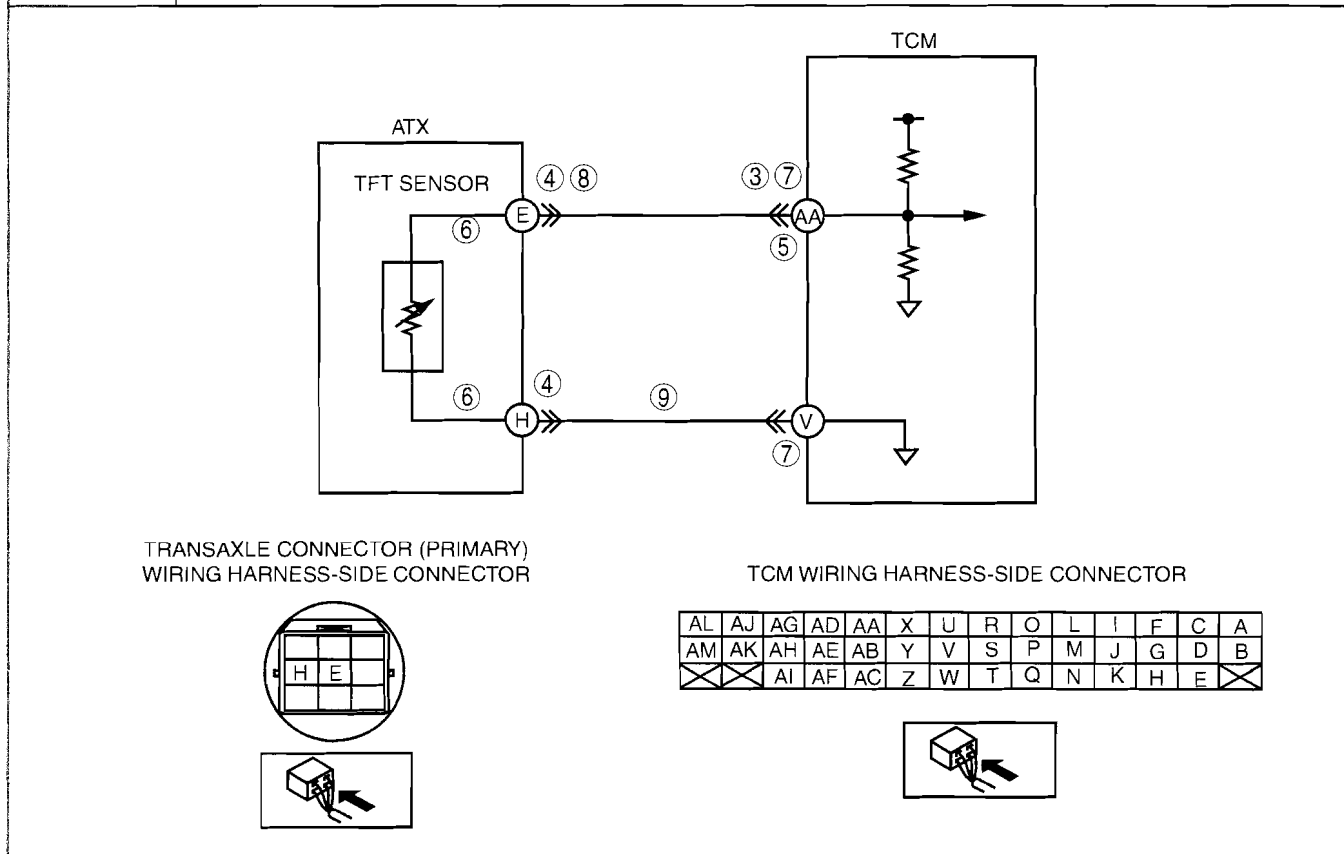 TCM
ATX
TFT SENSOR
④ ⑧
③ ⑦
E
AA
⑥
⑤
④
⑥
⑨
H
V
⑦
TRANSAXLE CONNECTOR (PRIMARY)
WIRING HARNESS-SIDE CONNECTOR
TCM WIRING HARNESS-SIDE CONNECTOR
H E
AL AJ AG AD AA X U R O L I F C A
AM AK AH AE AB Y V S P M J G D B
AI AF AC Z W T Q N K H E